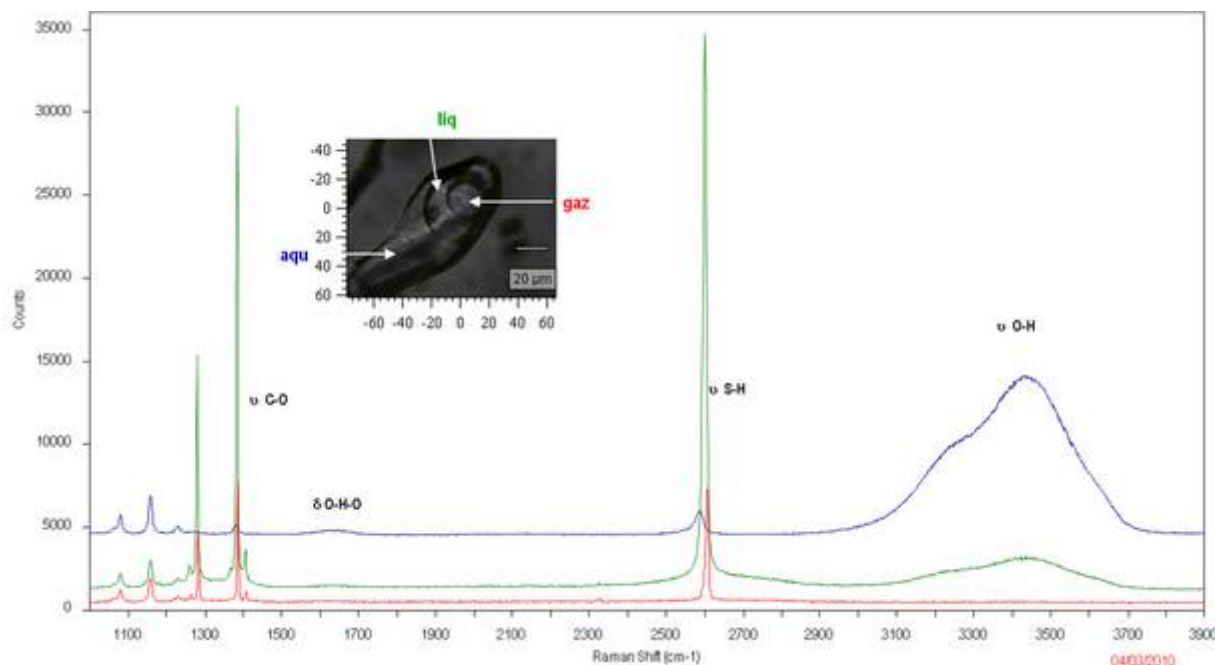 35000
30000
25000
20000
15000
10000
5000
0
Counts
liq
gaz
aqu
-40
-20
0
20
40
60
-60 -40 -20 0 20 40 60
20 µm
υ C-O
δ O-H-O
υ S-H
υ O-H
1100 1300 1500 1700 1900 2100 2300 2500 2700 2900 3100 3300 3500 3700 3900
Raman Shift (cm-1)
04/03/2010